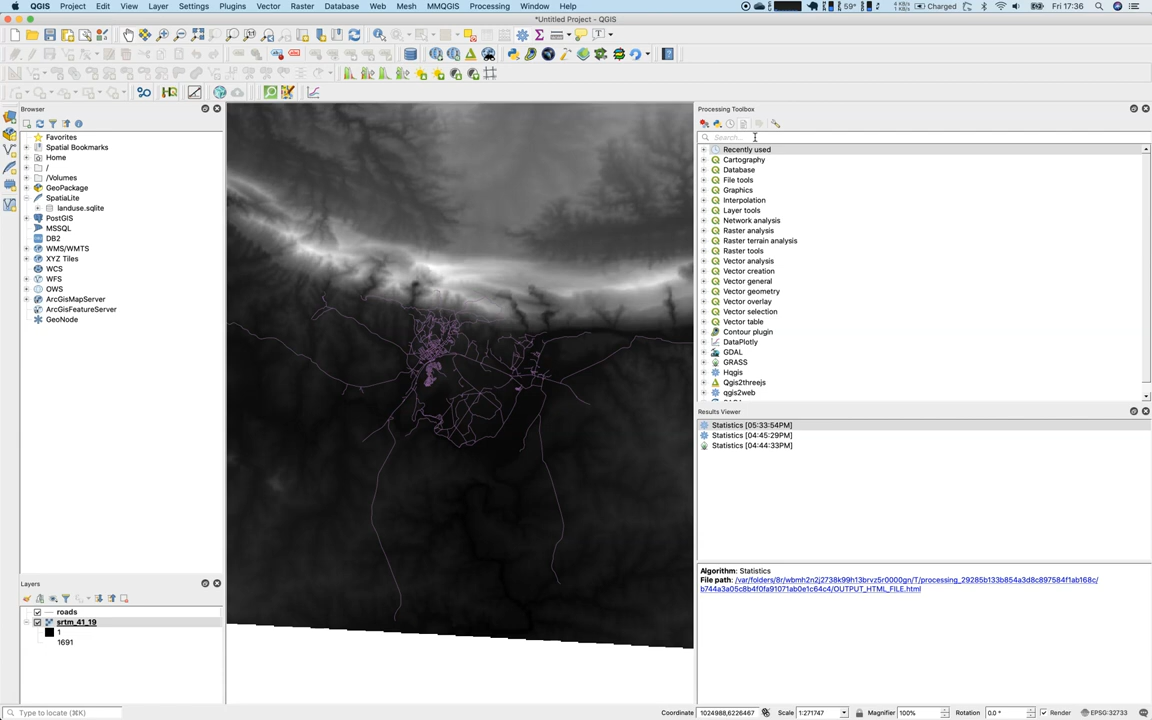 QGIS Project Edit View Layer Settings Plugins Vector Raster Database Web Mesh MMQGIS Processing Window Help
59° Charged Fri 17:36
*Untitled Project - QGIS
Browser
Favorites
Spatial Bookmarks
Home
/
/Volumes
GeoPackage
SpatiaLite
landuse.sqlite
PostGIS
MSSQL
DB2
WMS/WMTS
XYZ Tiles
WCS
WFS
OWS
ArcGisMapServer
ArcGisFeatureServer
GeoNode
Layers
roads
srtm_41_19
1
1691
Processing Toolbox
Search...
Recently used
Cartography
Database
File tools
Graphics
Interpolation
Layer tools
Network analysis
Raster analysis
Raster terrain analysis
Raster tools
Vector analysis
Vector creation
Vector general
Vector geometry
Vector overlay
Vector selection
Vector table
Contour plugin
DataPlotly
GDAL
GRASS
Hqgis
Qgis2threejs
qgis2web
Results Viewer
Statistics [05:33:54PM]
Statistics [04:45:29PM]
Statistics [04:44:33PM]
Algorithm: Statistics
File path: /var/folders/8r/wbmh2n2j2738k99h13brvz5r0000gn/T/processing_29285b133b854a3d8c897584f1ab168c/
b744a3a05c8b4f0fa91071ab0e1c64c4/OUTPUT_HTML_FILE.html
Type to locate (⌘K)
Coordinate 1024988,6226467 Scale 1:271747 Magnifier 100% Rotation 0.0 ° Render EPSG:32733